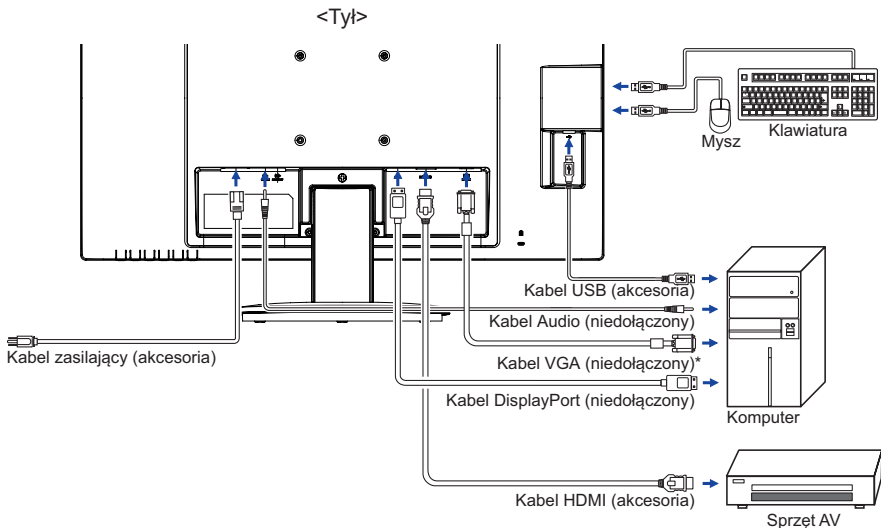 <Tył>
Klawiatura
Mysz
Kabel USB (akcesoria)
Kabel Audio (niedołączony)
Kabel zasilający (akcesoria)
Kabel VGA (niedołączony)*
Kabel DisplayPort (niedołączony)
Komputer
Kabel HDMI (akcesoria)
Sprzęt AV